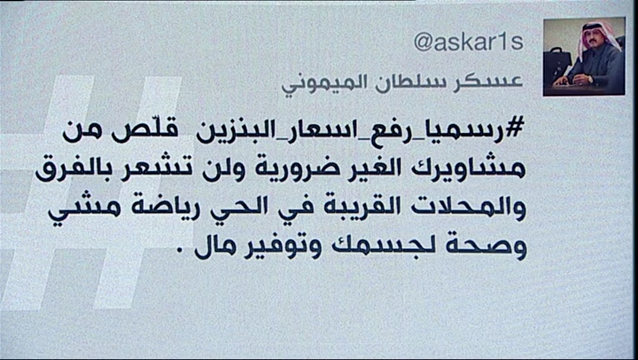 @askar1s
عسكر سلطان الميموني
#رسميا_رفع_اسعار_البنزين قلّص من
مشاويرك الغير ضرورية ولن تشعر بالفرق
والمحلات القريبة في الحي رياضة مشي
وصحة لجسمك وتوفير مال .